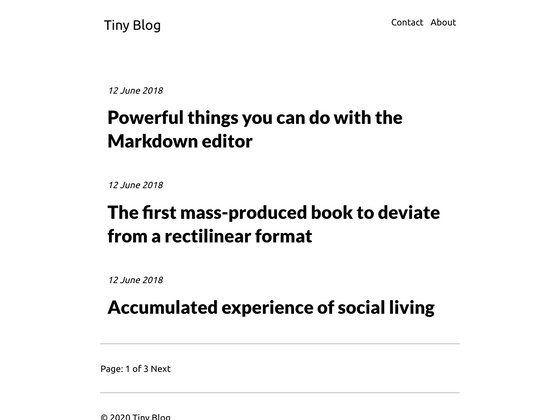 Tiny Blog
Contact About
12 June 2018
Powerful things you can do with the
Markdown editor
12 June 2018
The first mass-produced book to deviate
from a rectilinear format
12 June 2018
Accumulated experience of social living
Page: 1 of 3 Next
© 2020 Tiny Blog